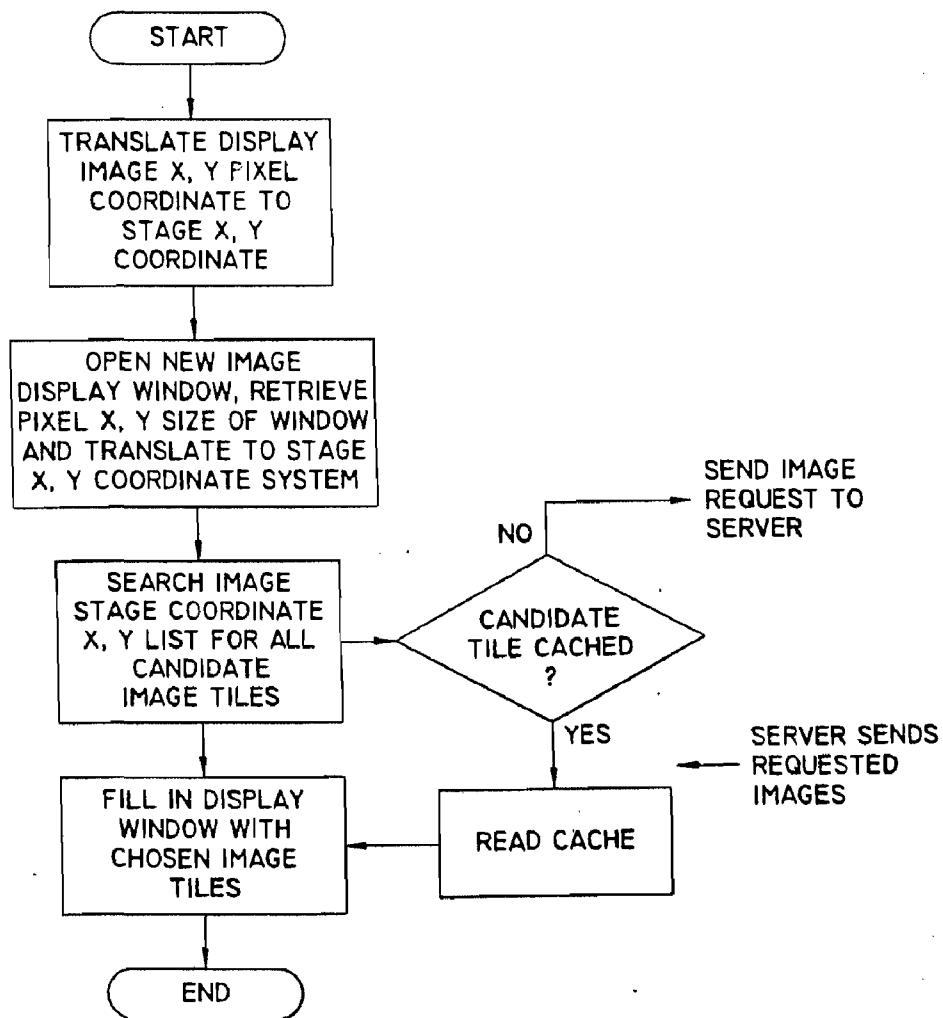 START
TRANSLATE DISPLAY
IMAGE X, Y PIXEL
COORDINATE TO
STAGE X, Y
COORDINATE
OPEN NEW IMAGE
DISPLAY WINDOW, RETRIEVE
PIXEL X, Y SIZE OF WINDOW
AND TRANSLATE TO STAGE
X, Y COORDINATE SYSTEM
SEND IMAGE
REQUEST TO
SERVER
NO
SEARCH IMAGE
STAGE COORDINATE
X, Y LIST FOR ALL
CANDIDATE
IMAGE TILES
CANDIDATE
TILE CACHED
?
YES
SERVER SENDS
REQUESTED
IMAGES
READ CACHE
FILL IN DISPLAY
WINDOW WITH
CHOSEN IMAGE
TILES
END